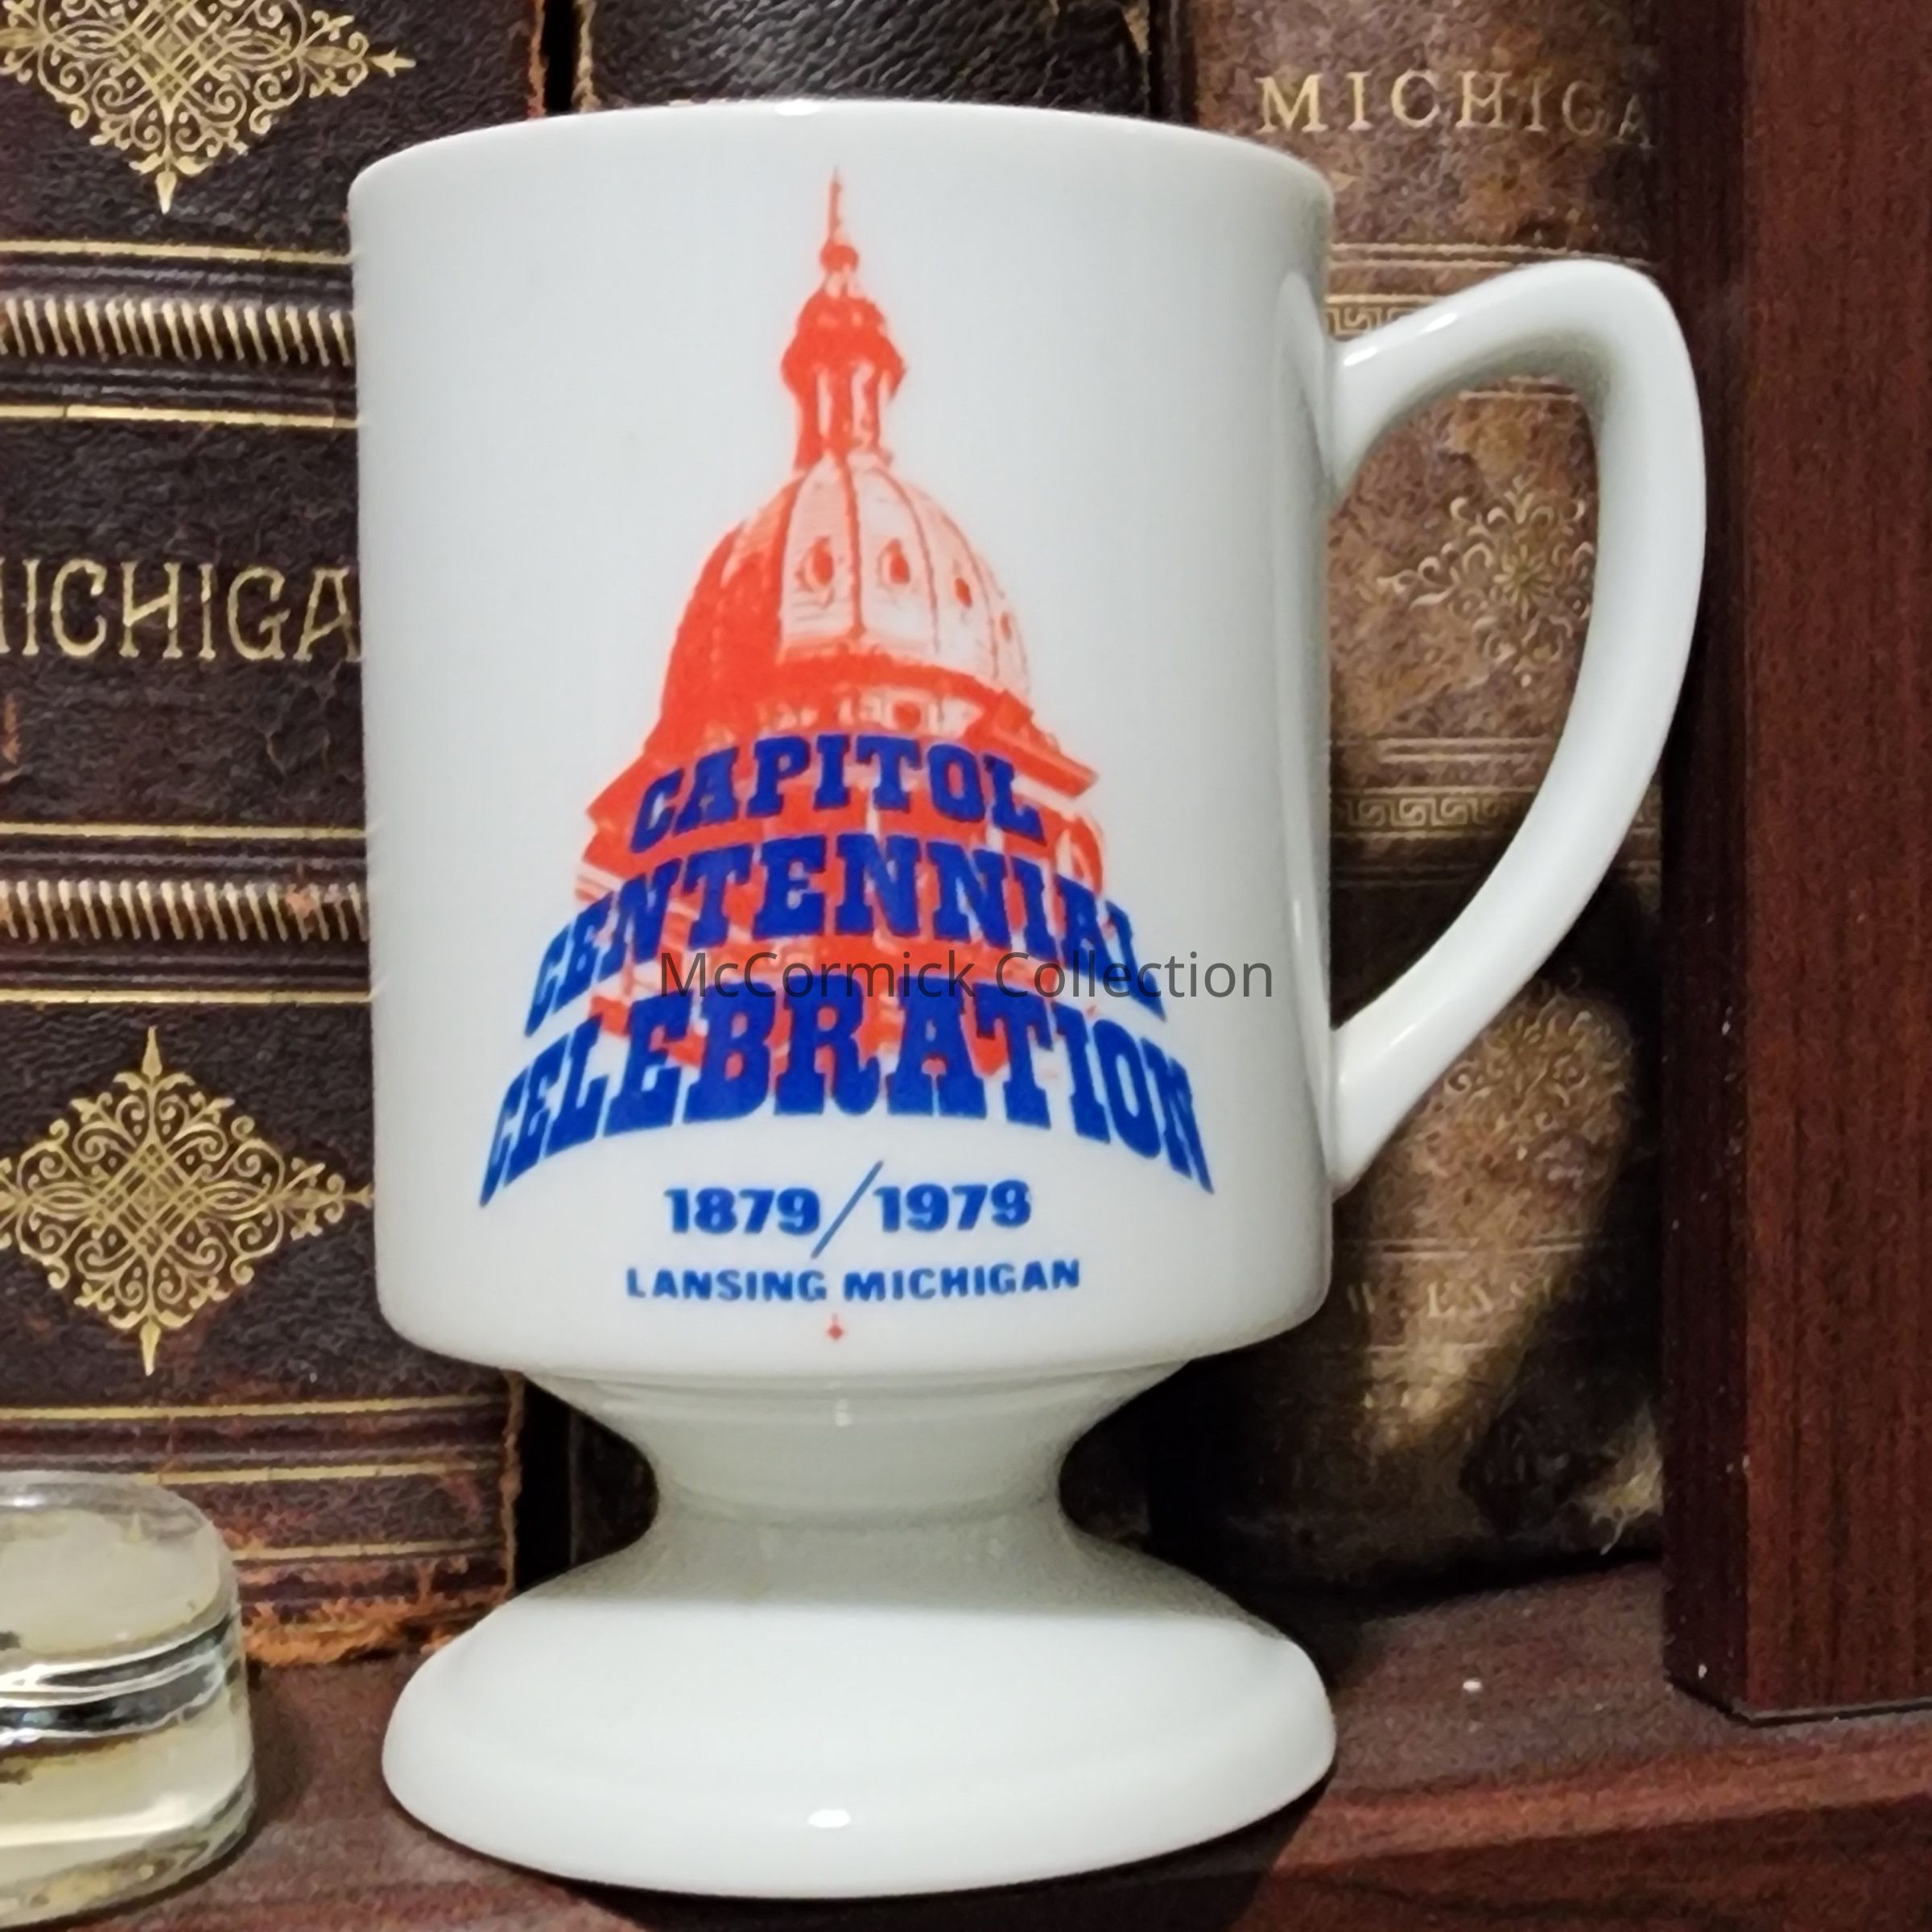 MICHIGA
MICHIGA
CAPITOL
CENTENNIAL
CELEBRATION
McCormick Collection
1879/1979
LANSING MICHIGAN